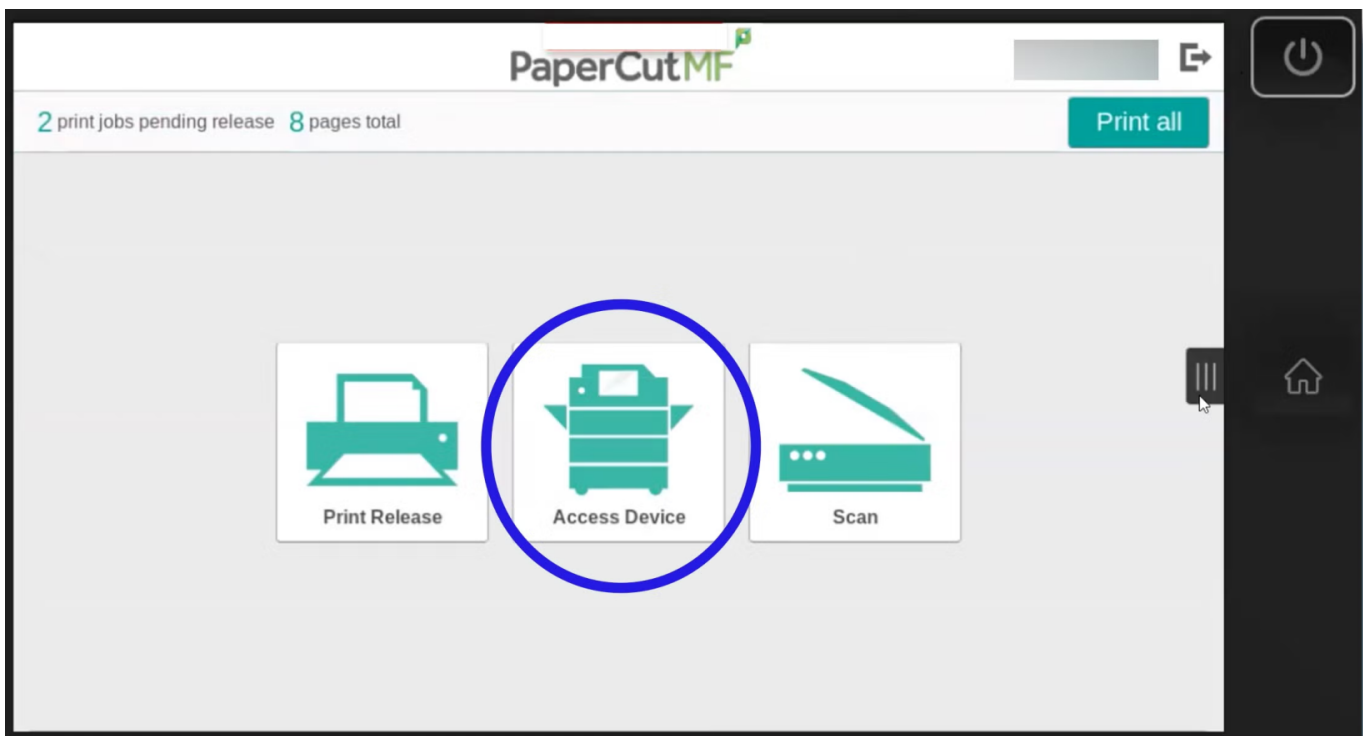 PaperCutMF
2 print jobs pending release 8 pages total
Print all
Print Release
Access Device
Scan